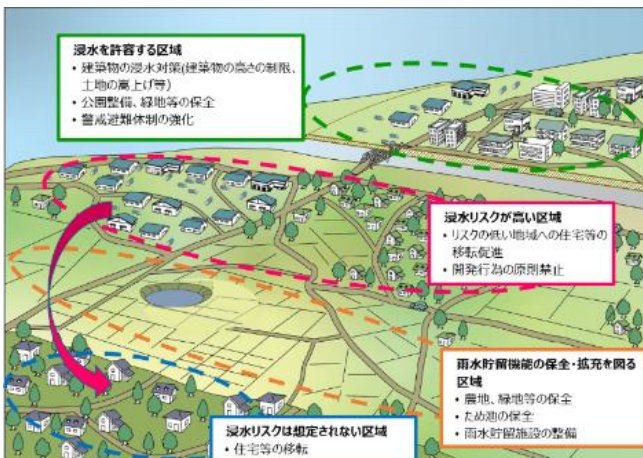 浸水を許容する区域
・建築物の浸水対策(建築物の高さの制限、
土地の嵩上げ等)
・公園整備、緑地等の保全
・警戒避難体制の強化
浸水リスクが高い区域
・リスクの低い地域への住宅等の
移転促進
・開発行為の原則禁止
雨水貯留機能の保全・拡充を図る
区域
・農地、緑地等の保全
・ため池の保全
・雨水貯留施設の整備
浸水リスクは想定されない区域
・住宅等の移転